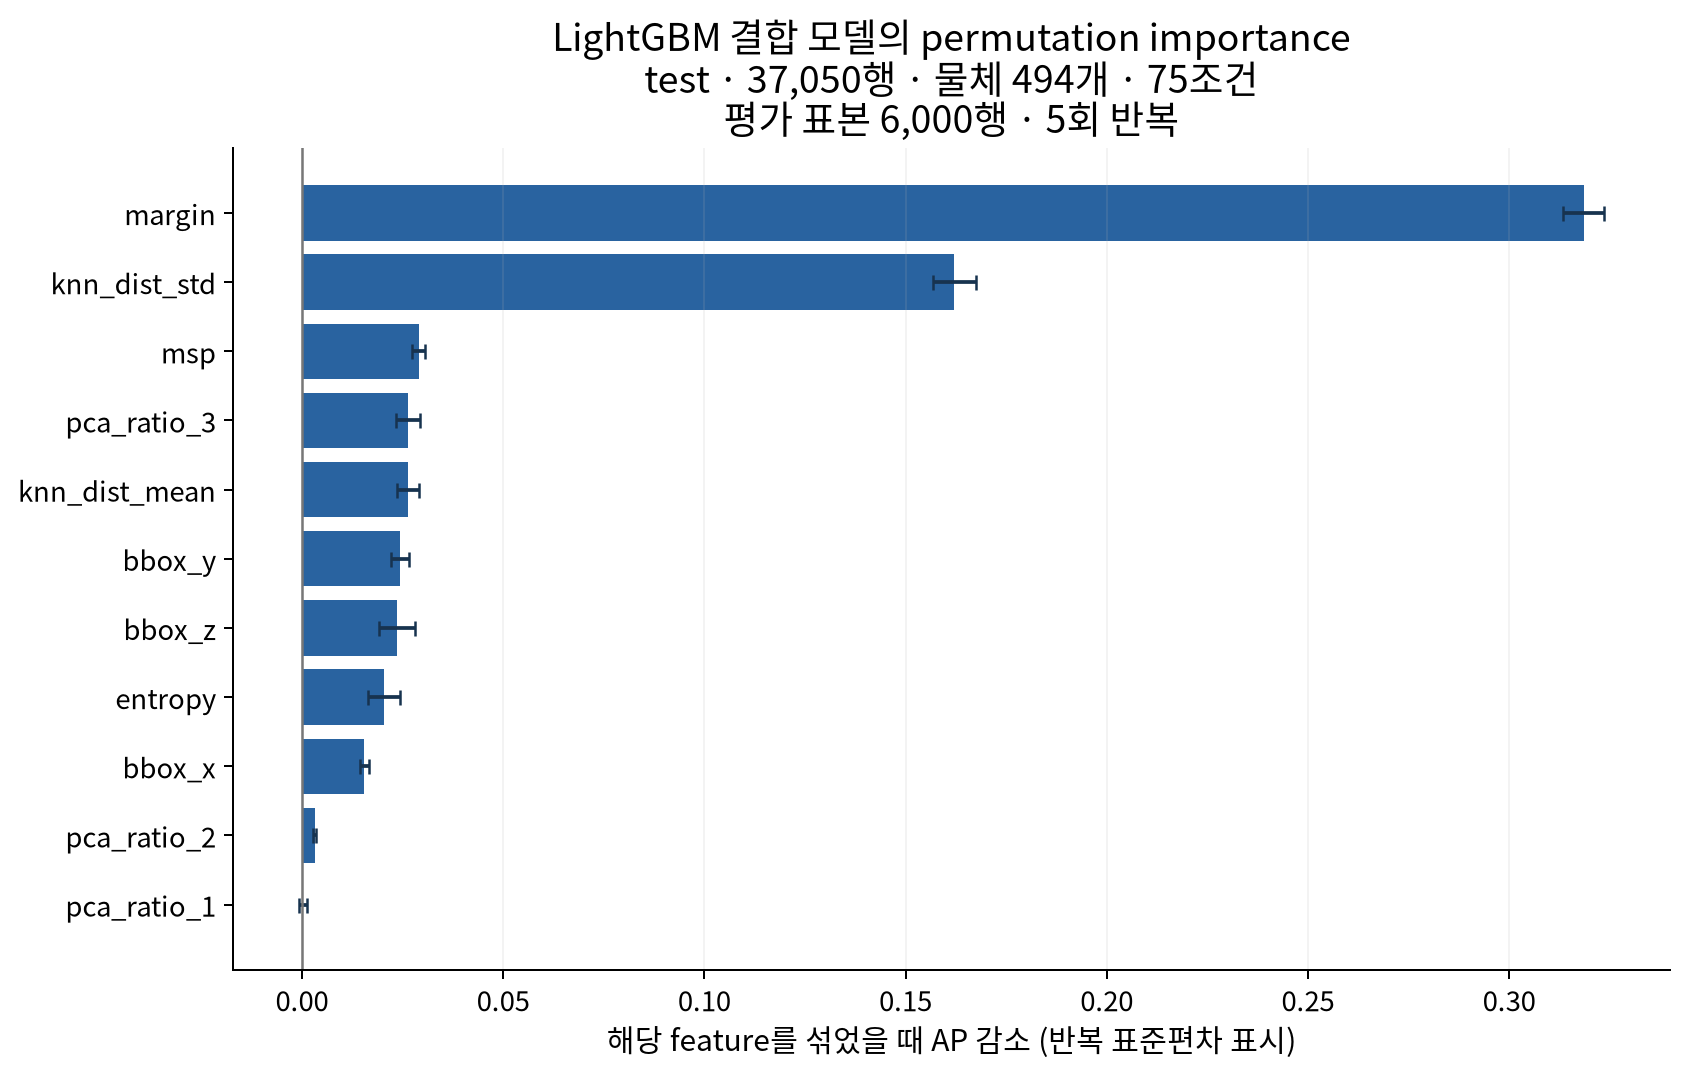 LightGBM 결합 모델의 permutation importance
test · 37,050행 · 물체 494개 · 75조건
평가 표본 6,000행 · 5회 반복
margin
knn_dist_std
msp
pca_ratio_3
knn_dist_mean
bbox_y
bbox_z
entropy
bbox_x
pca_ratio_2
pca_ratio_1
0.00 0.05 0.10 0.15 0.20 0.25 0.30
해당 feature를 섞었을 때 AP 감소 (반복 표준편차 표시)